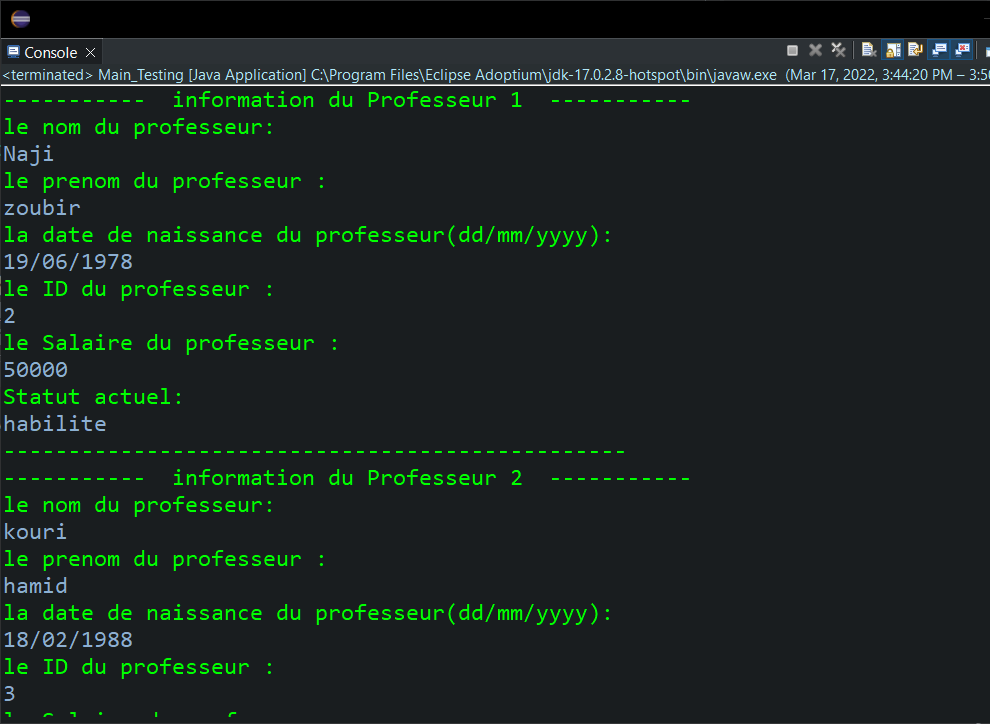 Console
<terminated> Main_Testing [Java Application] C:\Program Files\Eclipse Adoptium\jdk-17.0.2.8-hotspot\bin\javaw.exe (Mar 17, 2022, 3:44:20 PM – 3:50
----------- information du Professeur 1 -----------
le nom du professeur:
Naji
le prenom du professeur :
zoubir
la date de naissance du professeur(dd/mm/yyyy):
19/06/1978
le ID du professeur :
2
le Salaire du professeur :
50000
Statut actuel:
habilite
------------------------------------------------
----------- information du Professeur 2 -----------
le nom du professeur:
kouri
le prenom du professeur :
hamid
la date de naissance du professeur(dd/mm/yyyy):
18/02/1988
le ID du professeur :
3